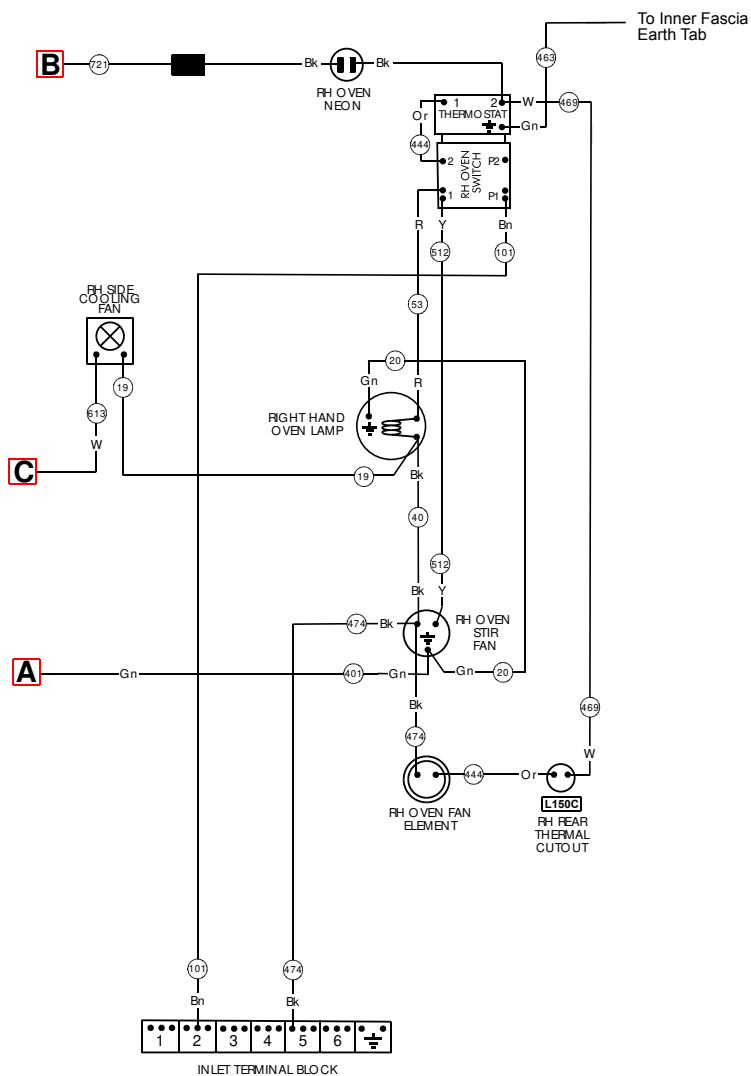 To Inner Fascia
Earth Tab
B
721
Bk
Bk
463
RH OVEN
NEON
1
2
W
469
THERMOSTAT
Or
Gn
444
2
P2
RH OVEN
SWITCH
1
P1
R
Y
Bn
512
101
RH SIDE
COOLING
FAN
53
20
19
Gn
R
613
RIGHT HAND
OVEN LAMP
W
C
19
Bk
40
512
Bk
Y
474
Bk
RH OVEN
STIR
FAN
A
Gn
401
Gn
Gn
20
Bk
469
474
W
444
Or
L150C
RH OVEN FAN
ELEMENT
RH REAR
THERMAL
CUTOUT
101
474
Bn
Bk
1
2
3
4
5
6
INLET TERMINAL BLOCK